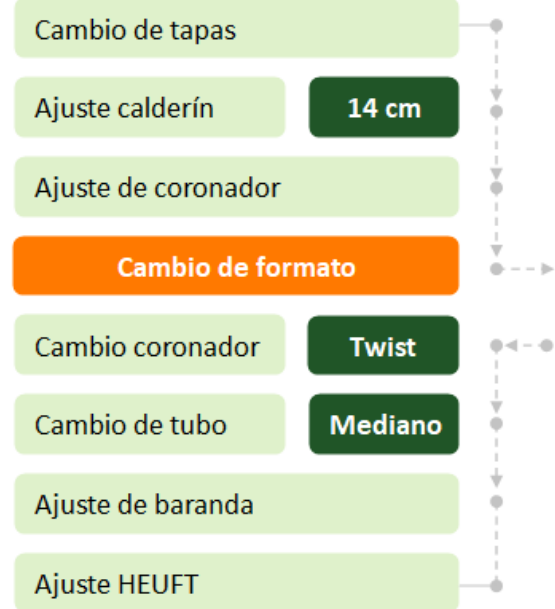 Cambio de tapas
Ajuste calderín 14 cm
Ajuste de coronador
Cambio de formato
Cambio coronador Twist
Cambio de tubo Mediano
Ajuste de baranda
Ajuste HEUFT